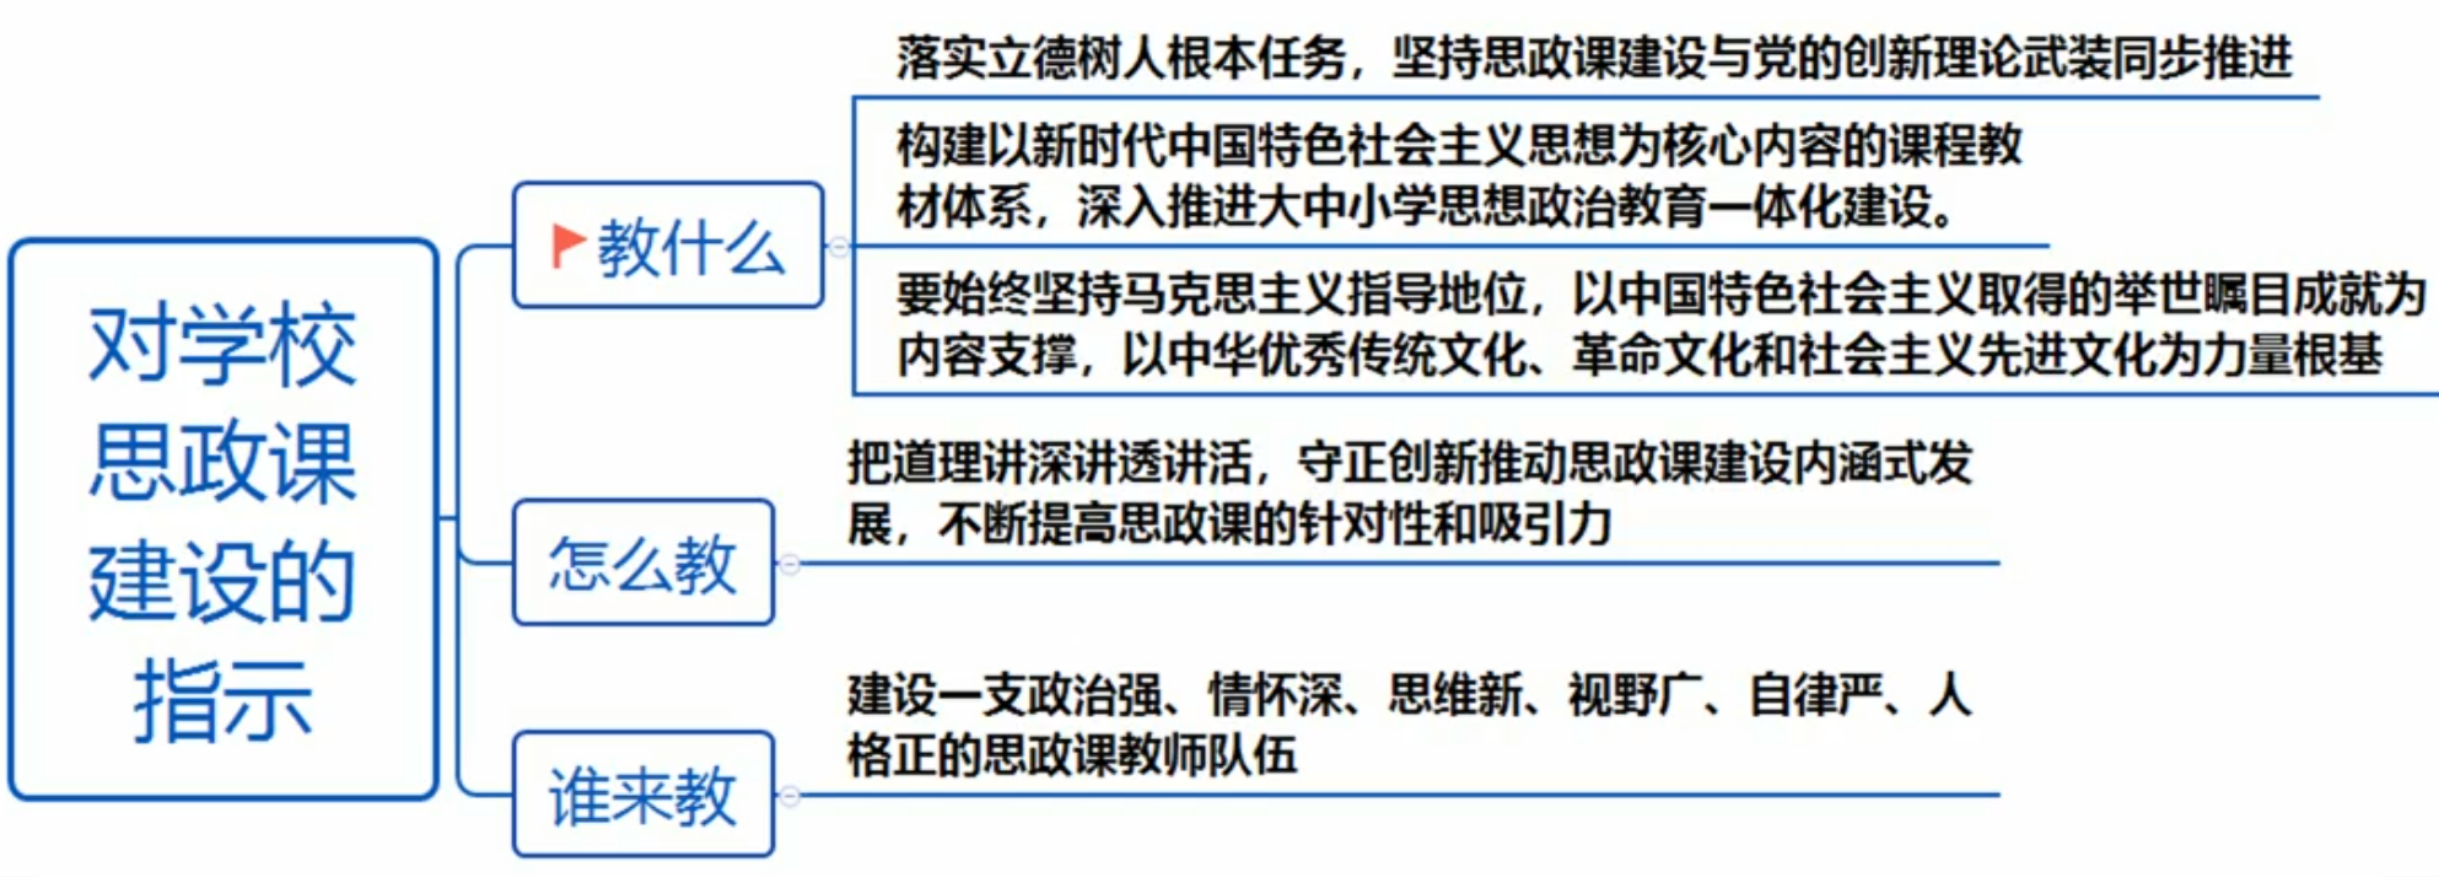 对学校
思政课
建设的
指示
教什么
落实立德树人根本任务，坚持思政课建设与党的创新理论武装同步推进
构建以新时代中国特色社会主义思想为核心内容的课程教
材体系，深入推进大中小学思想政治教育一体化建设。
要始终坚持马克思主义指导地位，以中国特色社会主义取得的举世瞩目成就为
内容支撑，以中华优秀传统文化、革命文化和社会主义先进文化为力量根基
怎么教
把道理讲深讲透讲活，守正创新推动思政课建设内涵式发
展，不断提高思政课的针对性和吸引力
谁来教
建设一支政治强、情怀深、思维新、视野广、自律严、人
格正的思政课教师队伍